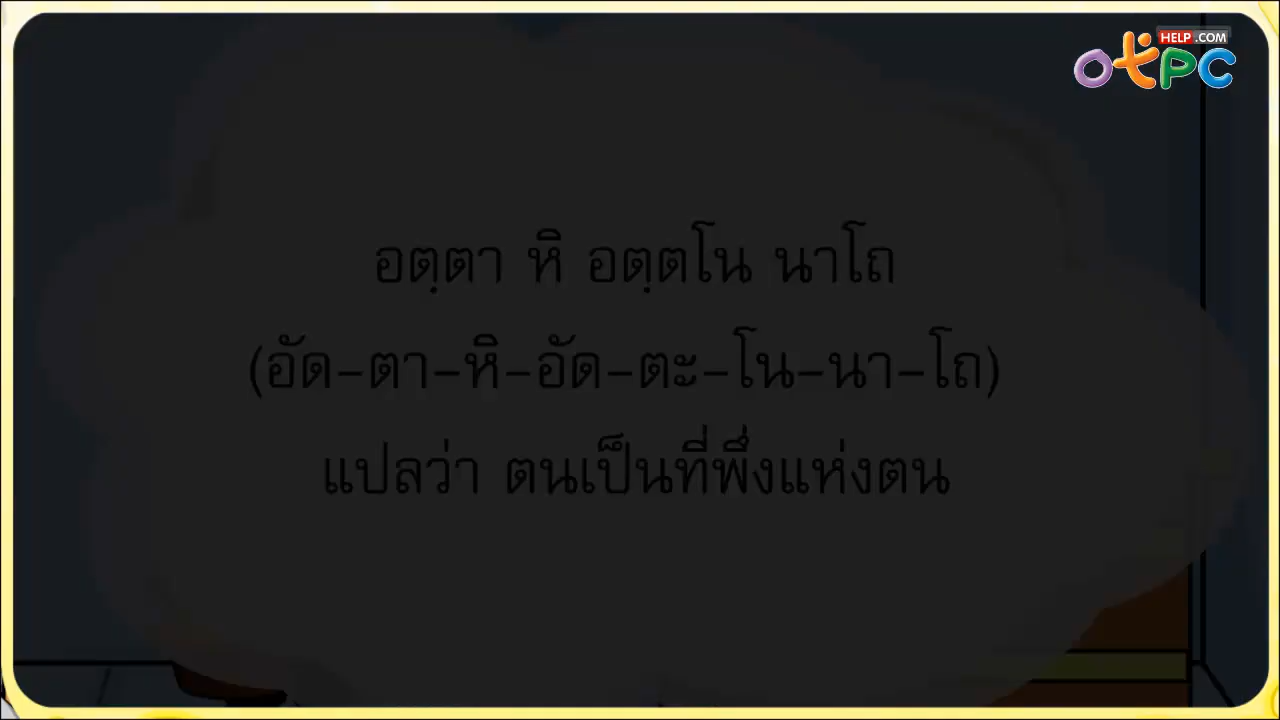 HELP .COM
OTPC
อตฺตา หิ อตฺตโน นาโถ
(อัด-ตา-หิ-อัด-ตะ-โน-นา-โถ)
แปลว่า ตนเป็นที่พึ่งแห่งตน